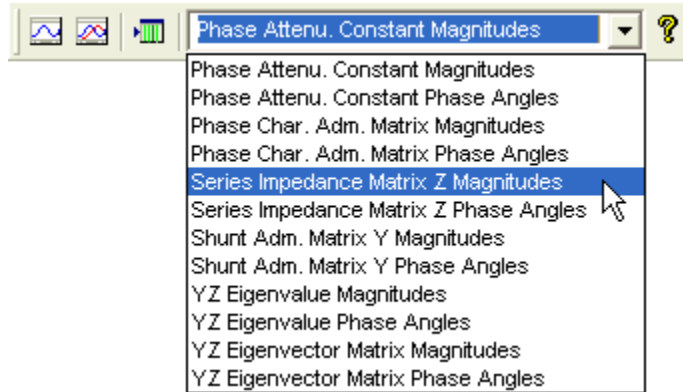 Phase Attenu. Constant Magnitudes
Phase Attenu. Constant Magnitudes
Phase Attenu. Constant Phase Angles
Phase Char. Adm. Matrix Magnitudes
Phase Char. Adm. Matrix Phase Angles
Series Impedance Matrix Z Magnitudes
Series Impedance Matrix Z Phase Angles
Shunt Adm. Matrix Y Magnitudes
Shunt Adm. Matrix Y Phase Angles
YZ Eigenvalue Magnitudes
YZ Eigenvalue Phase Angles
YZ Eigenvector Matrix Magnitudes
YZ Eigenvector Matrix Phase Angles